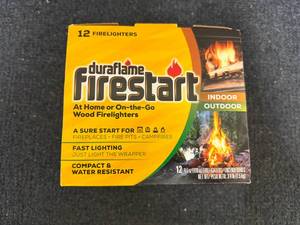 12 FIRELIGHTERS
duraflame
firestart
At Home or On-the-Go
Wood Firelighters
INDOOR
OUTDOOR
A SURE START FOR
FIREPLACES • FIRE PITS • CAMPFIRES
FAST LIGHTING
JUST LIGHT THE WRAPPER
COMPACT &
WATER RESISTANT
12